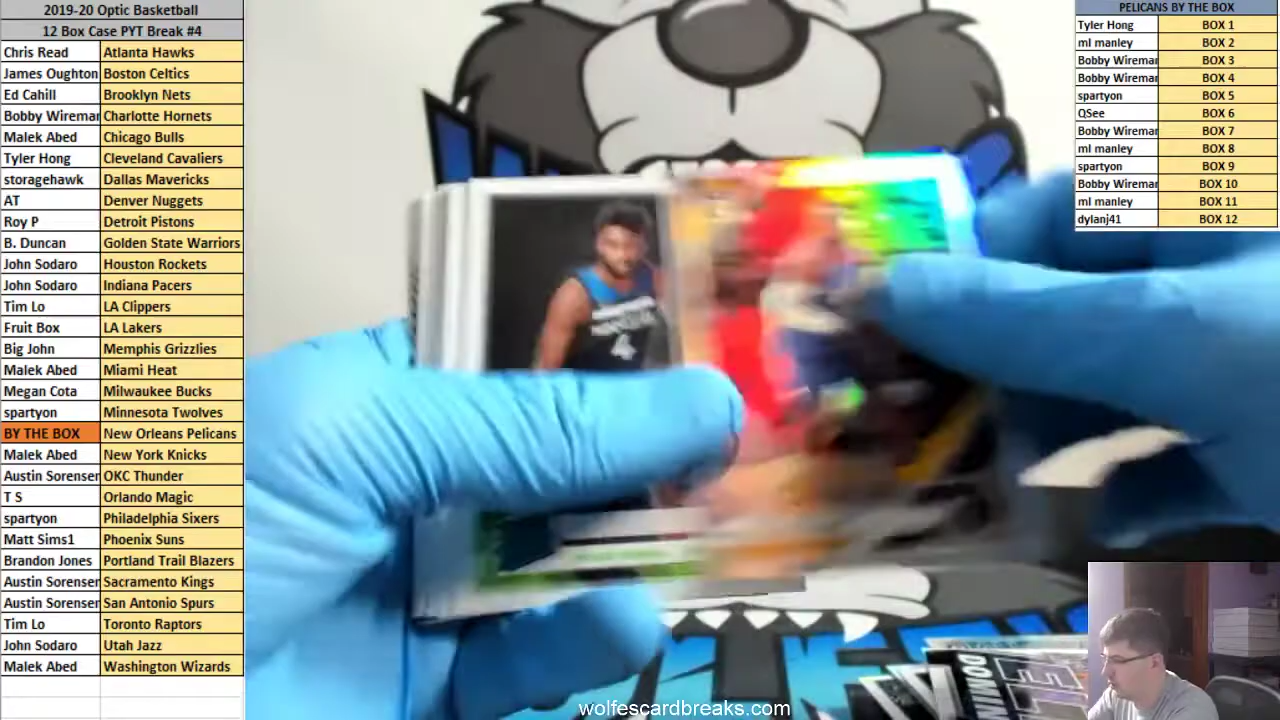 2019-20 Optic Basketball
12 Box Case PYT Break #4
Chris Read Atlanta Hawks
James Oughton Boston Celtics
Ed Cahill Brooklyn Nets
Bobby Wireman Charlotte Hornets
Malek Abed Chicago Bulls
Tyler Hong Cleveland Cavaliers
storagehawk Dallas Mavericks
AT Denver Nuggets
Roy P Detroit Pistons
B. Duncan Golden State Warriors
John Sodaro Houston Rockets
John Sodaro Indiana Pacers
Tim Lo LA Clippers
Fruit Box LA Lakers
Big John Memphis Grizzlies
Malek Abed Miami Heat
Megan Cota Milwaukee Bucks
spartyon Minnesota Twolves
BY THE BOX New Orleans Pelicans
Malek Abed New York Knicks
Austin Sorensen OKC Thunder
T S Orlando Magic
spartyon Philadelphia Sixers
Matt Sims1 Phoenix Suns
Brandon Jones Portland Trail Blazers
Austin Sorensen Sacramento Kings
Austin Sorensen San Antonio Spurs
Tim Lo Toronto Raptors
John Sodaro Utah Jazz
Malek Abed Washington Wizards
PELICANS BY THE BOX
Tyler Hong BOX 1
ml manley BOX 2
Bobby Wireman BOX 3
Bobby Wireman BOX 4
spartyon BOX 5
QSee BOX 6
Bobby Wireman BOX 7
ml manley BOX 8
spartyon BOX 9
Bobby Wireman BOX 10
ml manley BOX 11
dylanj41 BOX 12
4
wolfescardbreaks.com